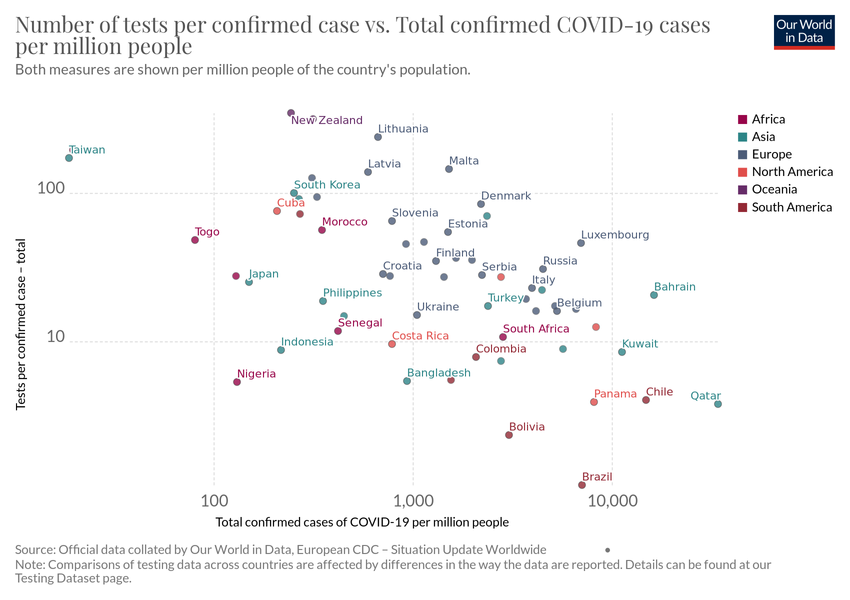 Number of tests per confirmed case vs. Total confirmed COVID-19 cases
per million people
Both measures are shown per million people of the country's population.
Our World
in Data
Africa
Asia
Europe
North America
Oceania
South America
New Zealand
Lithuania
Taiwan
Latvia
Malta
100
South Korea
Denmark
Cuba
Slovenia
Morocco
Estonia
Togo
Luxembourg
Finland
Croatia
Serbia
Russia
Japan
Italy
Bahrain
Philippines
Turkey
Belgium
Ukraine
Senegal
South Africa
10
Costa Rica
Indonesia
Colombia
Kuwait
Nigeria
Bangladesh
Panama
Chile
Qatar
Bolivia
Brazil
Tests per confirmed case – total
100
1,000
10,000
Total confirmed cases of COVID-19 per million people
Source: Official data collated by Our World in Data, European CDC – Situation Update Worldwide
Note: Comparisons of testing data across countries are affected by differences in the way the data are reported. Details can be found at our
Testing Dataset page.